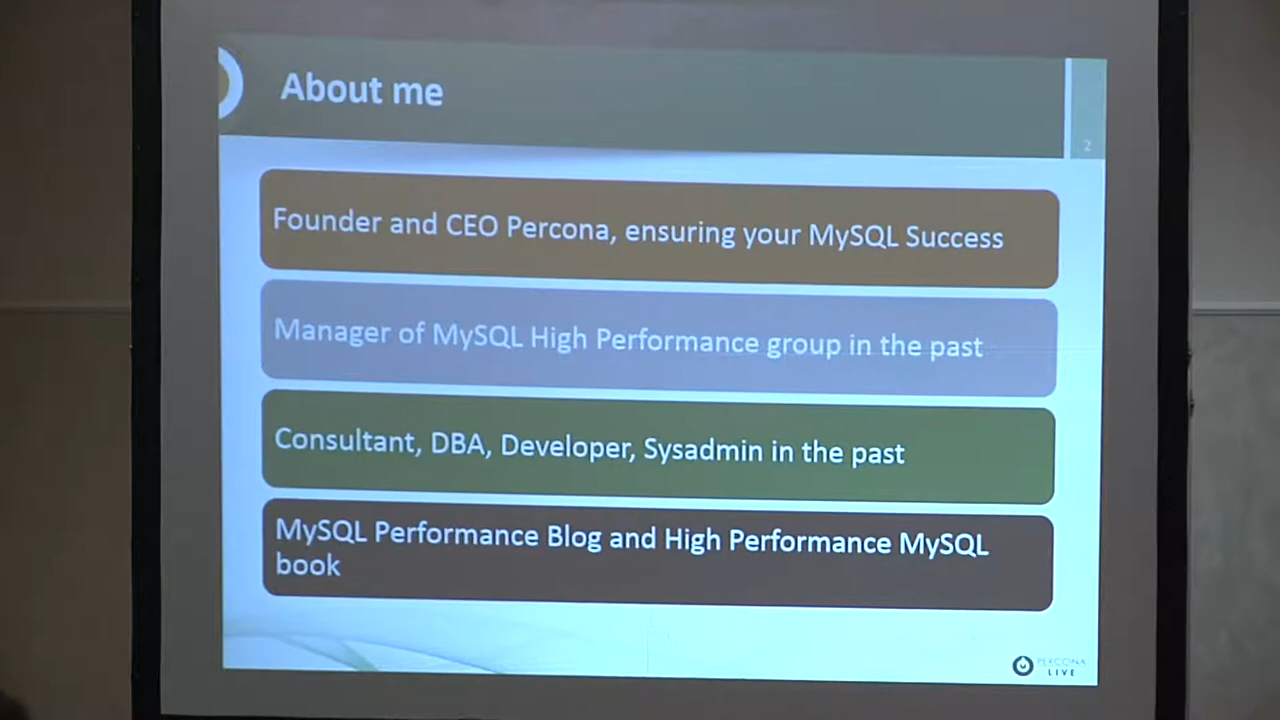 About me
2
Founder and CEO Percona, ensuring your MySQL Success
Manager of MySQL High Performance group in the past
Consultant, DBA, Developer, Sysadmin in the past
MySQL Performance Blog and High Performance MySQL
book
PERCONA
LIVE